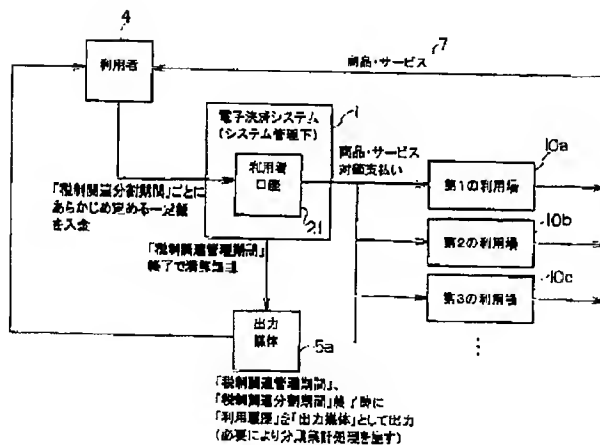 4
利用者
7
商品・サービス
電子決済システム
(システム管理下)
1
利用者
口座
21
商品・サービス
対価支払い
10a
第1の利用場
10b
第2の利用場
10c
第3の利用場
「税制関連分割期間」ごとに
あらかじめ定める一定額
を入金
「税制関連管理期間」
終了で清算処理
出力
媒体
5a
「税制関連管理期間」、
「税制関連分割期間」終了時に
「利用履歴」を「出力媒体」として出力
(必要により分類集計処理を施す)